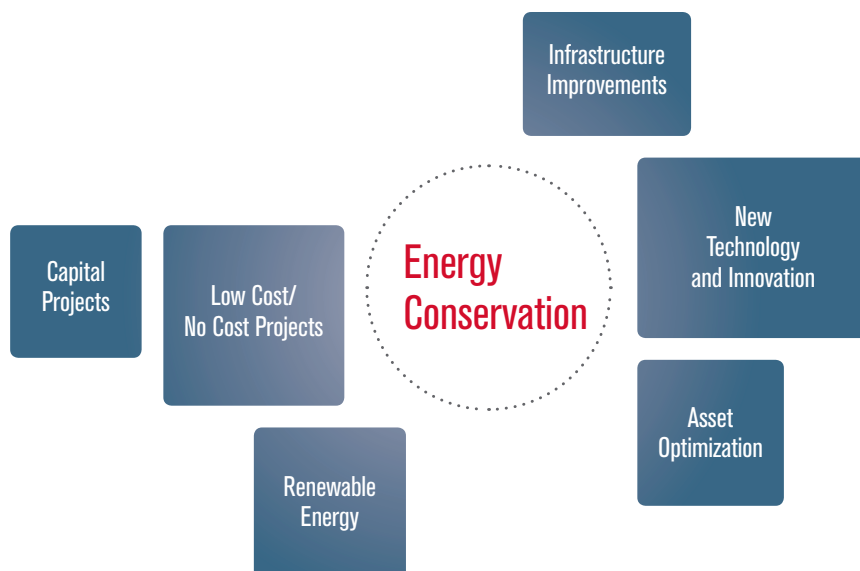 Infrastructure
Improvements
New
Technology
and Innovation
Energy
Conservation
Capital
Projects
Low Cost/
No Cost Projects
Asset
Optimization
Renewable
Energy